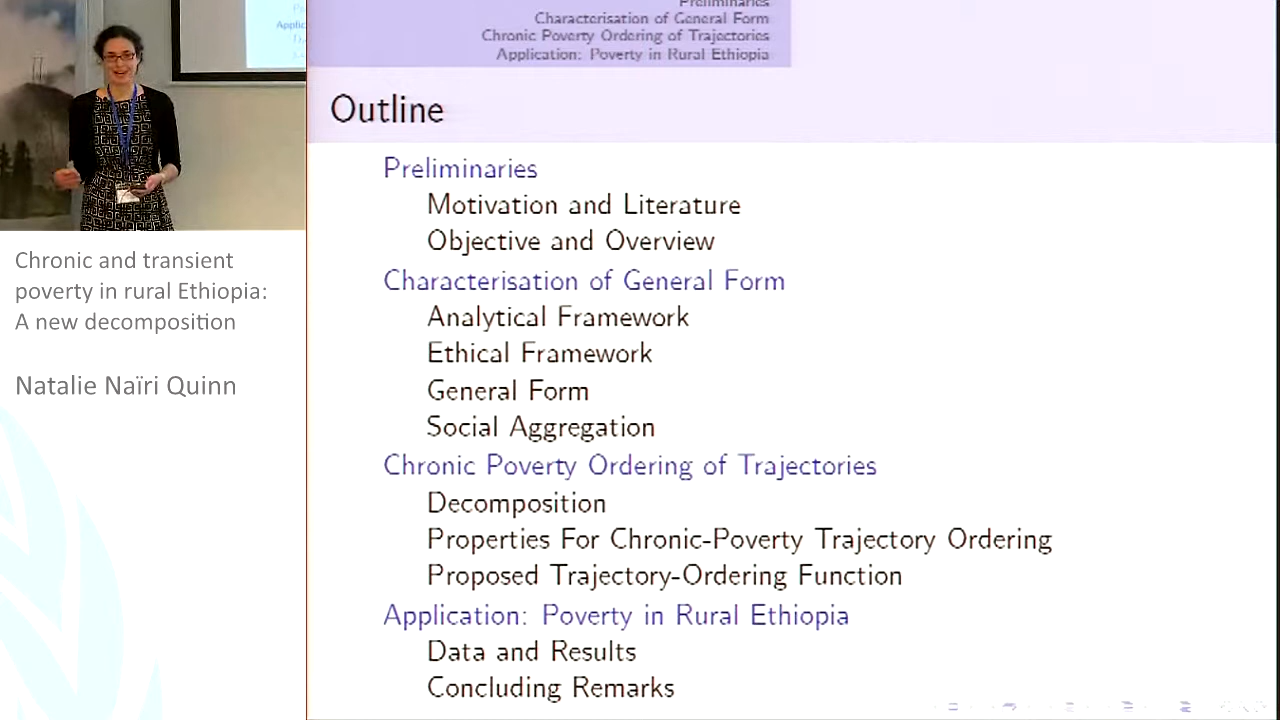 Preliminaries
Characterisation of General Form
Chronic Poverty Ordering of Trajectories
Application: Poverty in Rural Ethiopia
Outline
Preliminaries
Motivation and Literature
Objective and Overview
Characterisation of General Form
Analytical Framework
Ethical Framework
General Form
Social Aggregation
Chronic Poverty Ordering of Trajectories
Decomposition
Properties For Chronic-Poverty Trajectory Ordering
Proposed Trajectory-Ordering Function
Application: Poverty in Rural Ethiopia
Data and Results
Concluding Remarks
Chronic and transient
poverty in rural Ethiopia:
A new decomposition
Natalie Naïri Quinn